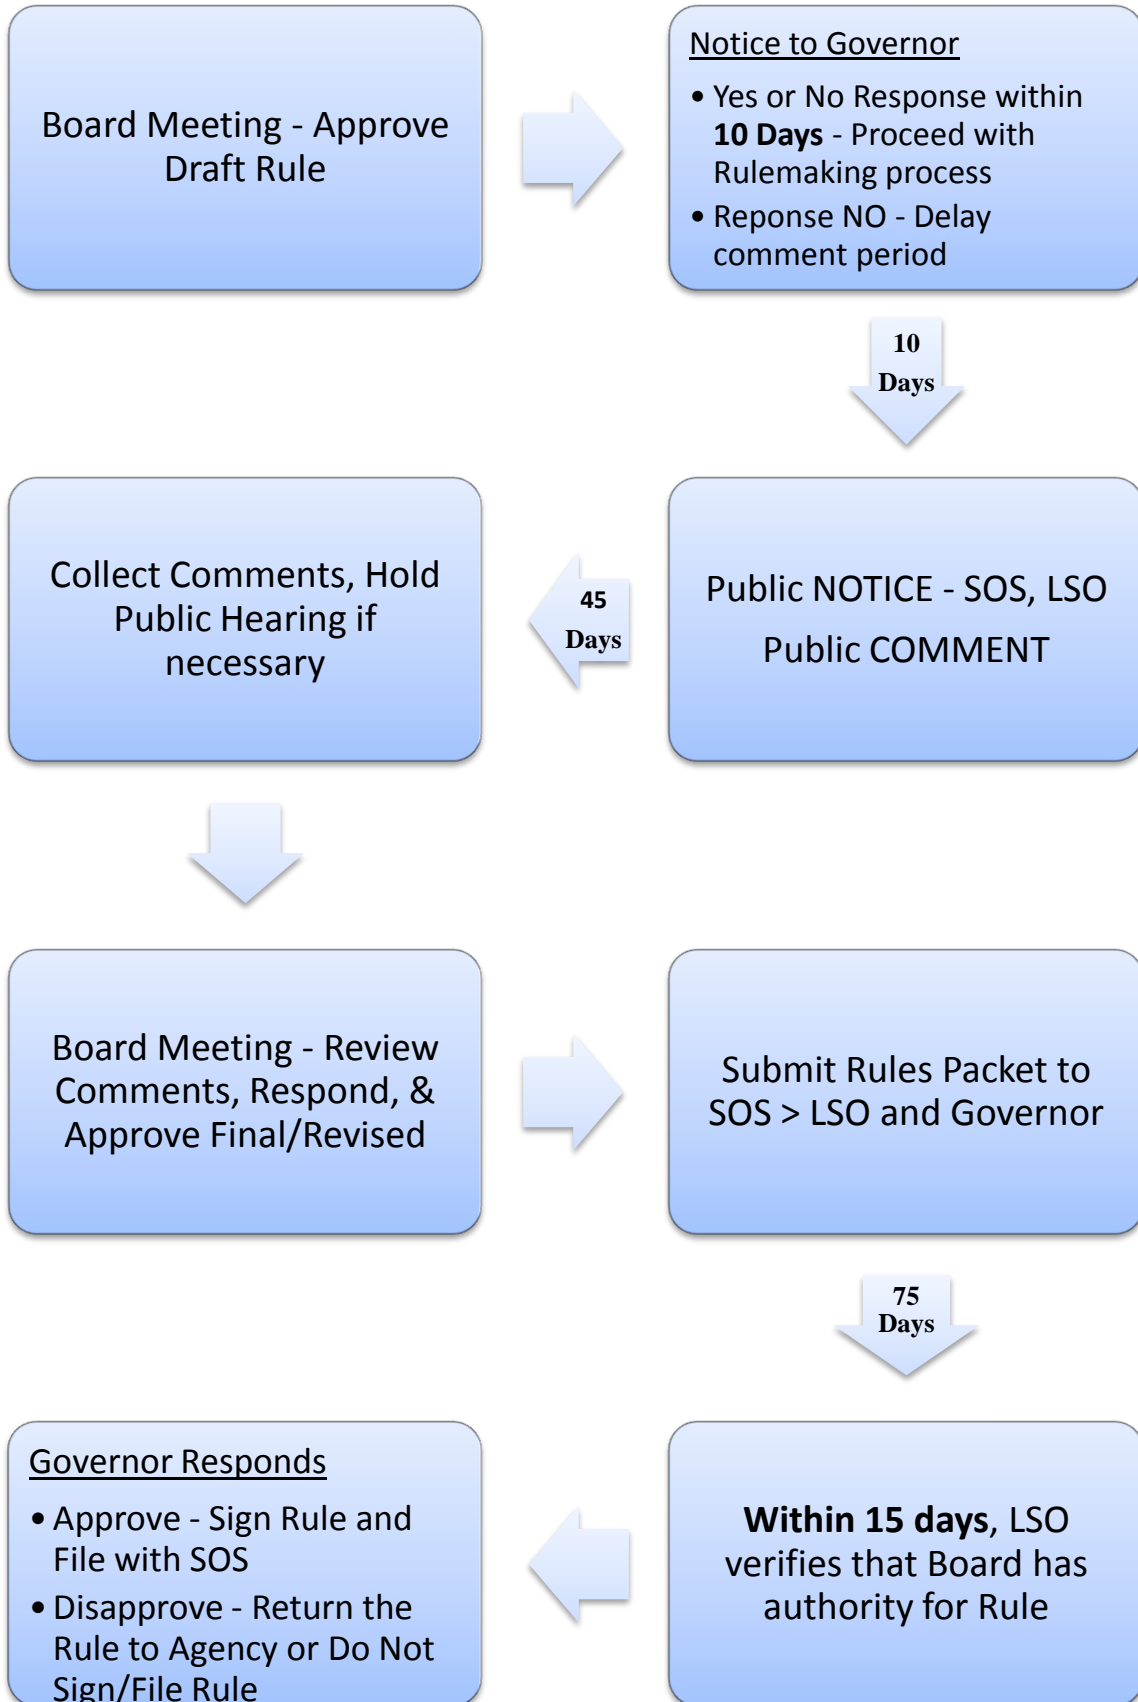 Board Meeting - Approve
Draft Rule
Notice to Governor
• Yes or No Response within
10 Days - Proceed with
Rulemaking process
• Reponse NO - Delay
comment period
10
Days
Public NOTICE - SOS, LSO
Public COMMENT
45
Days
Collect Comments, Hold
Public Hearing if
necessary
Board Meeting - Review
Comments, Respond, &
Approve Final/Revised
Submit Rules Packet to
SOS > LSO and Governor
75
Days
Within 15 days, LSO
verifies that Board has
authority for Rule
Governor Responds
• Approve - Sign Rule and
File with SOS
• Disapprove - Return the
Rule to Agency or Do Not
Sign/File Rule